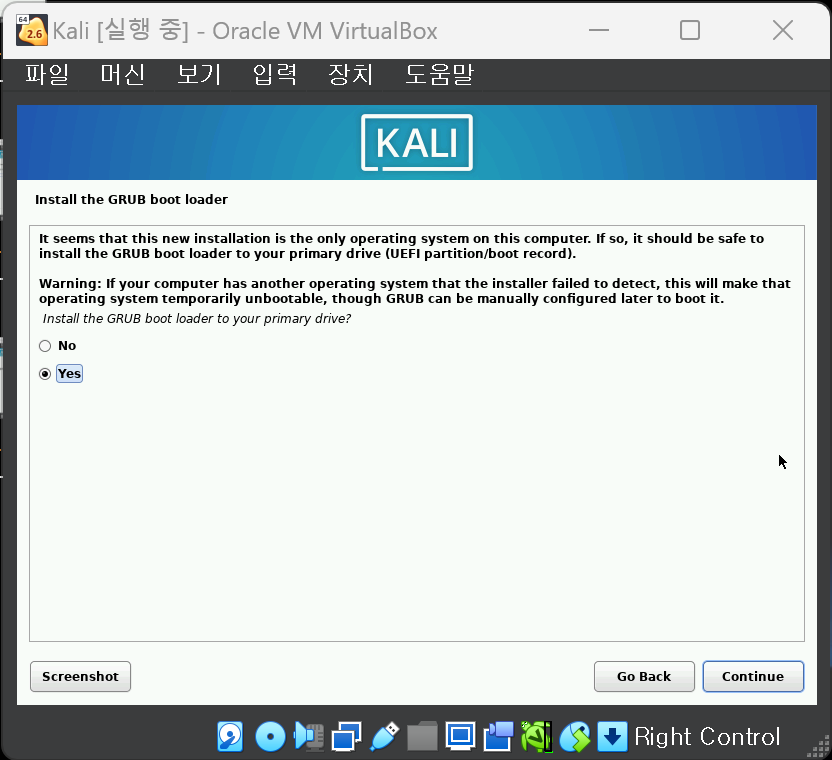 Kali [실행 중] - Oracle VM VirtualBox
파일 머신 보기 입력 장치 도움말
KALI
Install the GRUB boot loader
It seems that this new installation is the only operating system on this computer. If so, it should be safe to
install the GRUB boot loader to your primary drive (UEFI partition/boot record).
Warning: If your computer has another operating system that the installer failed to detect, this will make that
operating system temporarily unbootable, though GRUB can be manually configured later to boot it.
Install the GRUB boot loader to your primary drive?
No
Yes
Screenshot Go Back Continue
Right Control
64
2.6